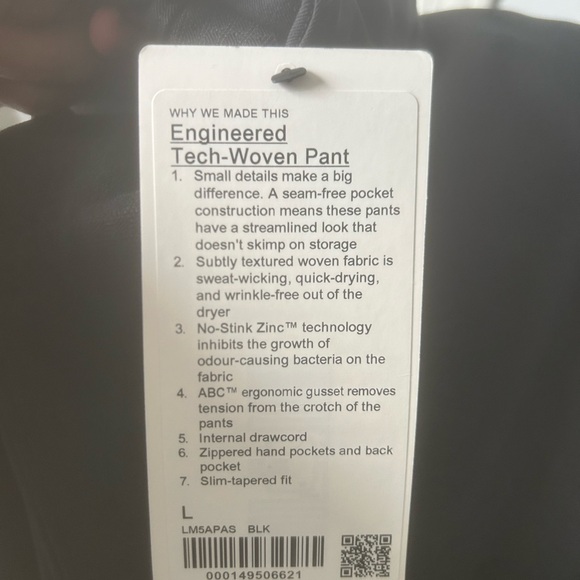 WHY WE MADE THIS
Engineered
Tech-Woven Pant
1. Small details make a big
difference. A seam-free pocket
construction means these pants
have a streamlined look that
doesn't skimp on storage
2. Subtly textured woven fabric is
sweat-wicking, quick-drying,
and wrinkle-free out of the
dryer
3. No-Stink Zinc™ technology
inhibits the growth of
odour-causing bacteria on the
fabric
4. ABC™ ergonomic gusset removes
tension from the crotch of the
pants
5. Internal drawcord
6. Zippered hand pockets and back
pocket
7. Slim-tapered fit
L
LM5APAS BLK
000149506621